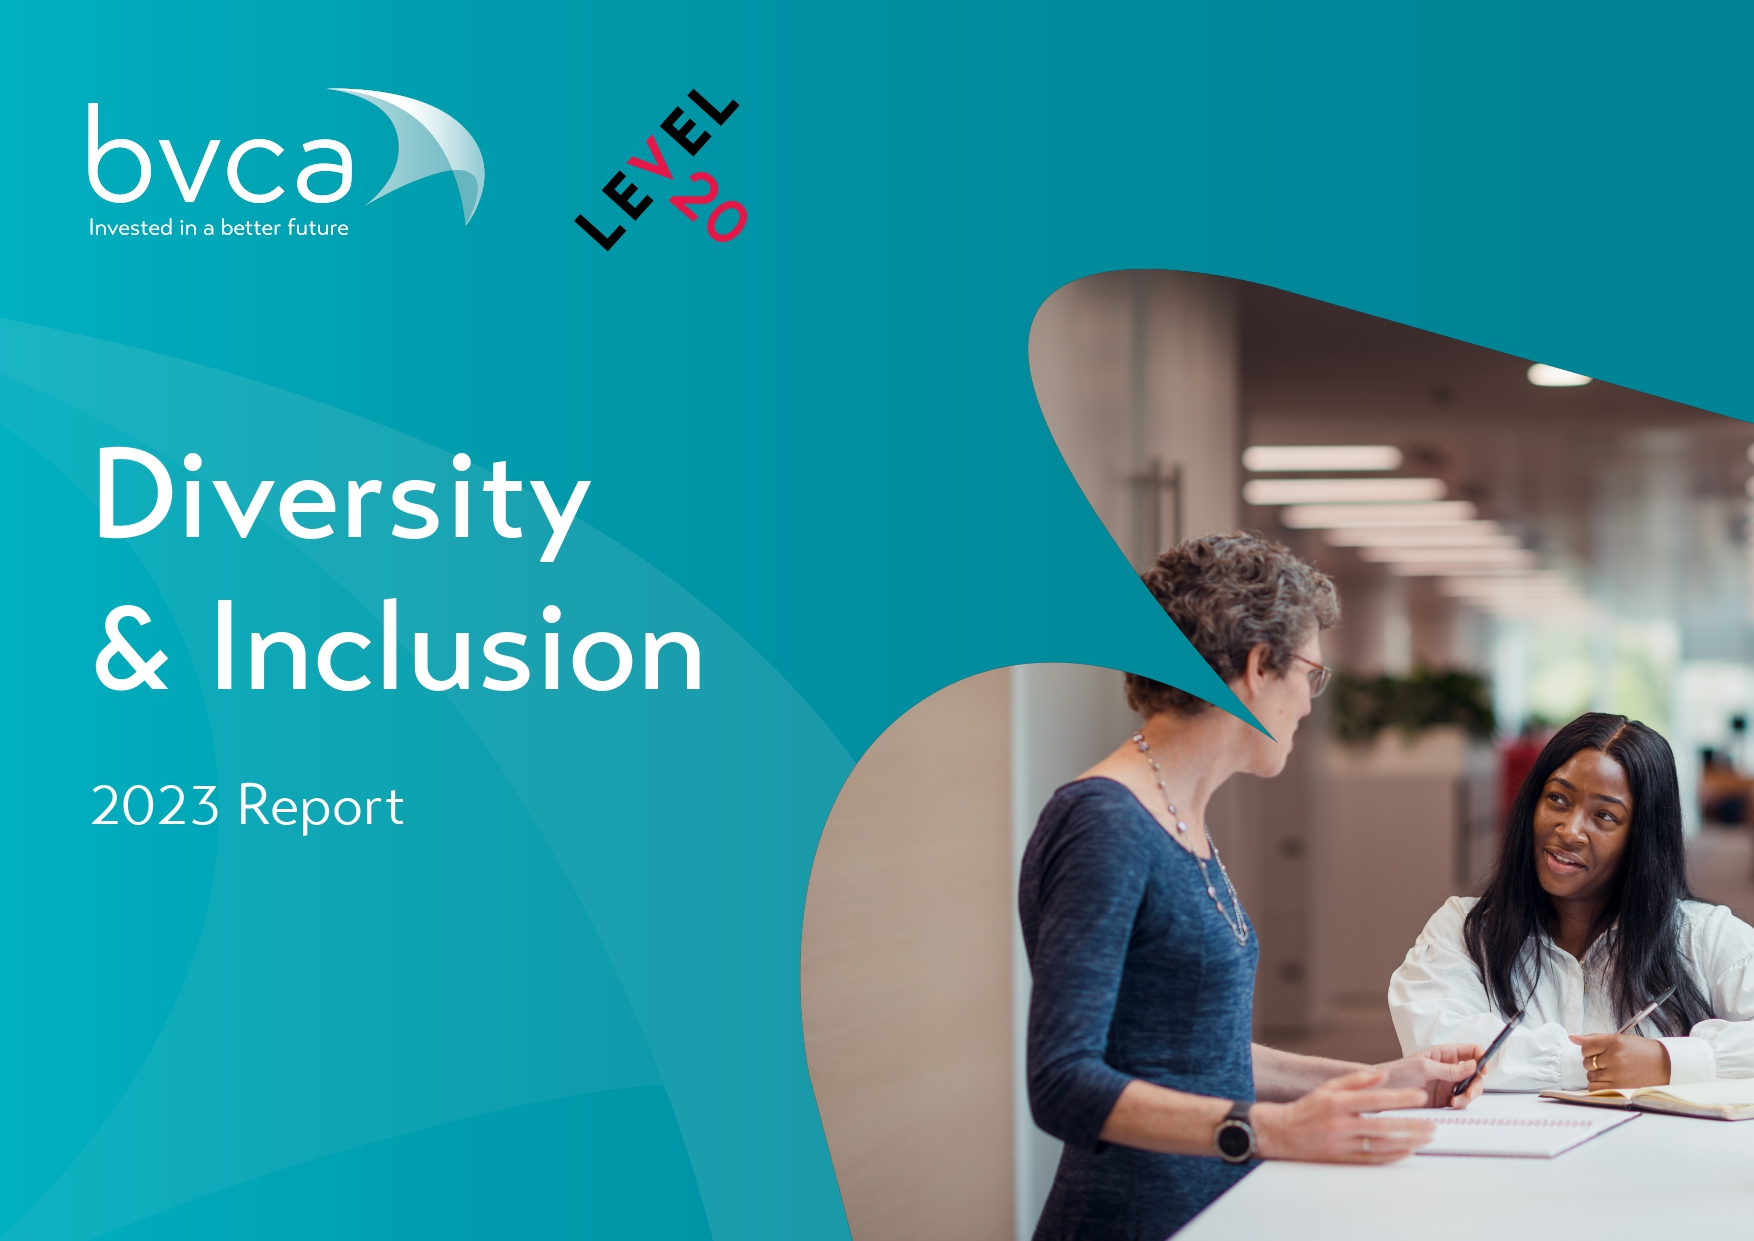 bvca
Invested in a better future
LEVEL
20
Diversity
& Inclusion
2023 Report